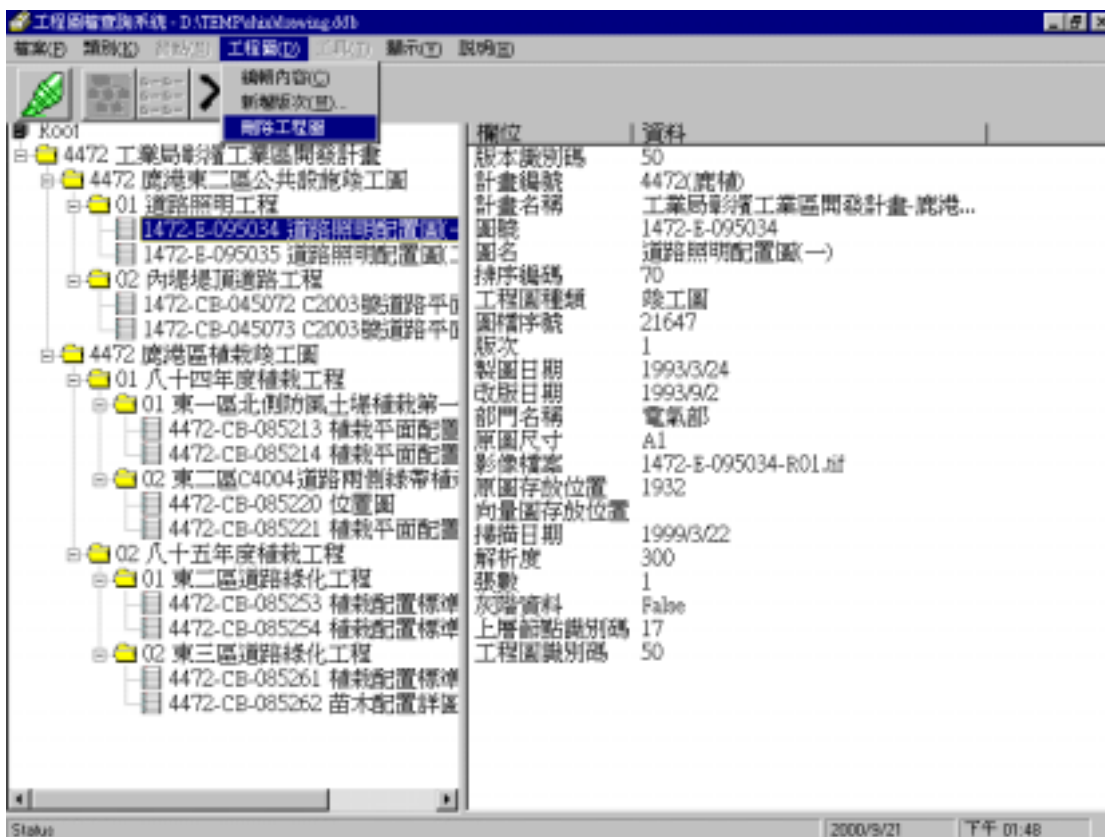 工程圖檔查詢系統 - D:\TEMP\chin\drawing.ddb
檔案(F) 類別(K) 工程圖(D) 工具(T) 顯示(Y) 說明(H)
編輯內容(C)
新增版次(H)...
刪除工程圖
Root
4472 工業局彰濱工業區開發計畫
4472 鹿港東二區公共設施竣工圖
01 道路照明工程
1472-E-095034 道路照明配置圖(一
1472-E-095035 道路照明配置圖(二
02 內堤堤頂道路工程
1472-CB-045072 C2003號道路平面
1472-CB-045073 C2003號道路平面
4472 鹿港區植栽竣工圖
01 八十四年度植栽工程
01 東一區北側防風土堤植栽第一
4472-CB-085213 植栽平面配置
4472-CB-085214 植栽平面配置
02 東二區C4004道路兩側綠帶植
4472-CB-085220 位置圖
4472-CB-085221 植栽平面配置
02 八十五年度植栽工程
01 東二區道路綠化工程
4472-CB-085253 植栽配置標準
4472-CB-085254 植栽配置標準
02 東三區道路綠化工程
4472-CB-085261 植栽配置標準
4472-CB-085262 苗木配置詳圖
欄位 資料
版本識別碼 50
計畫編號 4472(鹿植)
計畫名稱 工業局彰濱工業區開發計畫-鹿港...
圖號 1472-E-095034
圖名 道路照明配置圖(一)
排序編碼 70
工程圖種類 竣工圖
圖檔序號 21647
版次 1
製圖日期 1993/3/24
改版日期 1993/9/2
部門名稱 電氣部
原圖尺寸 A1
影像檔案 1472-E-095034-R01.tif
原圖存放位置 1932
向量圖存放位置
掃描日期 1999/3/22
解析度 300
張數 1
灰階資料 False
上層節點識別碼 17
工程圖識別碼 50
Status 2000/9/21 下午 01:48